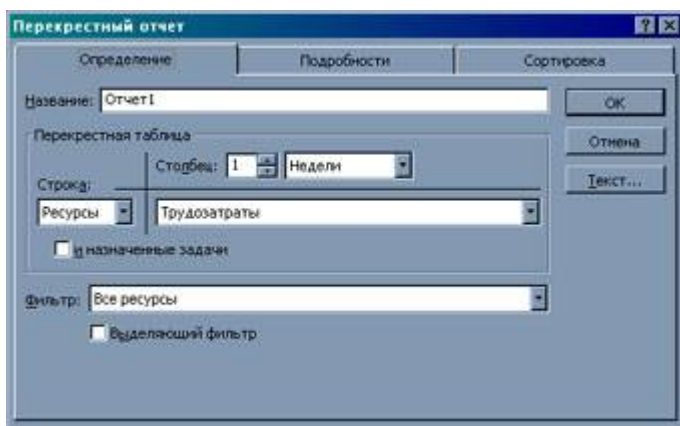 Перекрестный отчет
Определение Подробности Сортировка
Название: Отчет1 ОК
Перекрестная таблица Отмена
Столбец: 1 Недели Текст...
Строка:
Ресурсы Трудозатраты
и назначенные задачи
Фильтр: Все ресурсы
Выделяющий фильтр